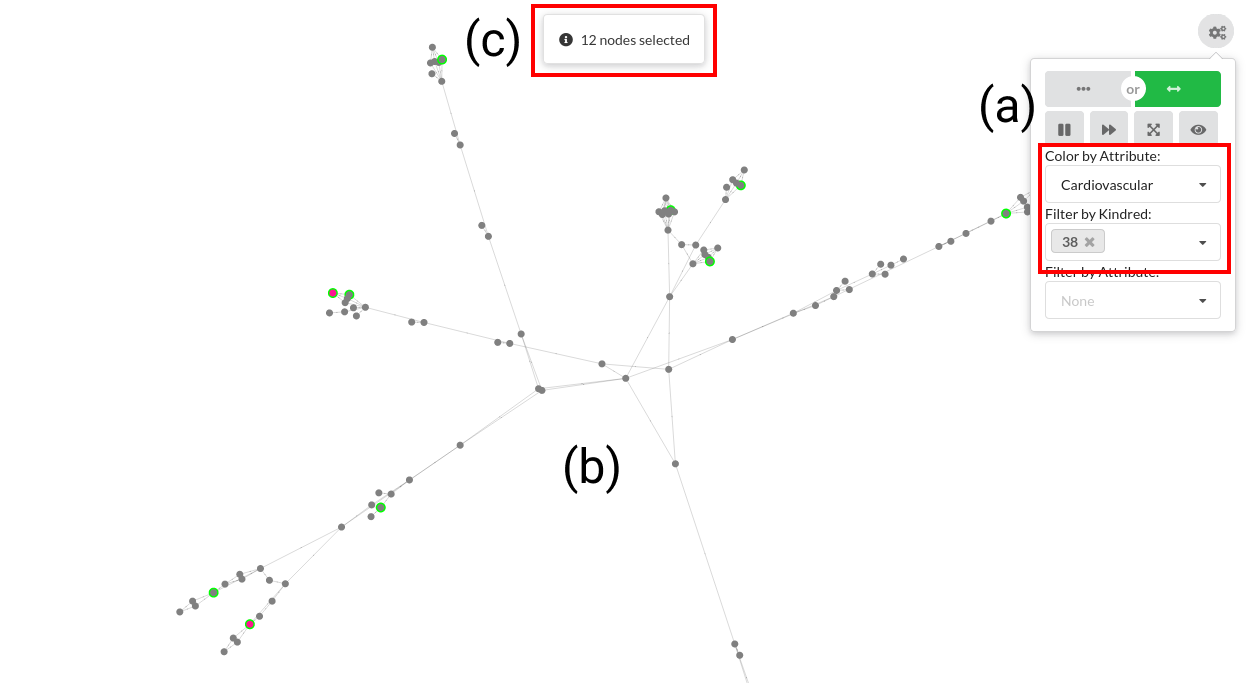 (c)
12 nodes selected
(a)
or
Color by Attribute:
Cardiovascular
Filter by Kindred:
38
Filter by Attribute:
None
(b)